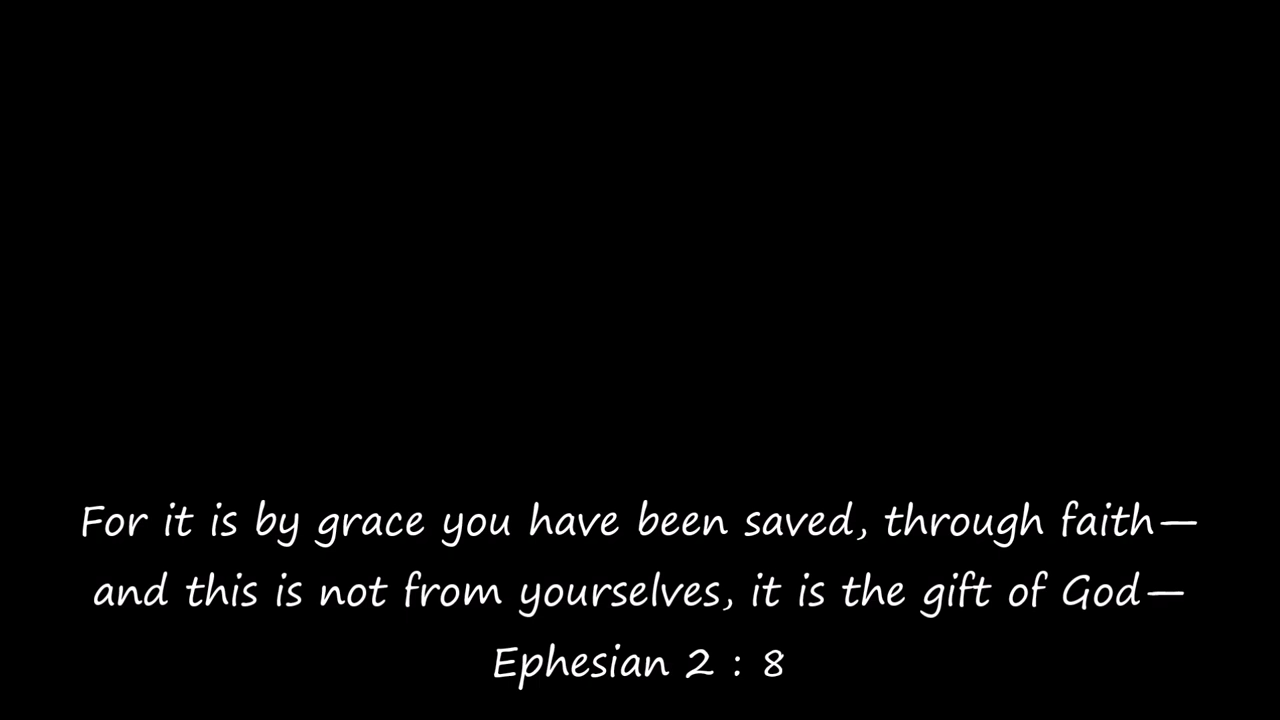 For it is by grace you have been saved, through faith—
and this is not from yourselves, it is the gift of God—
Ephesian 2 : 8